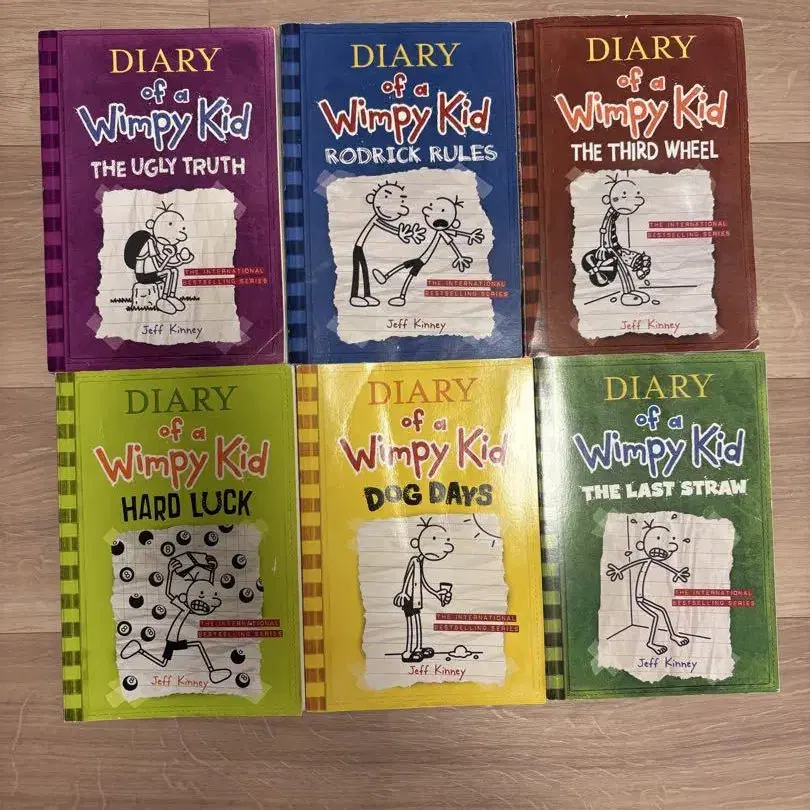 DIARY
of a
Wimpy Kid
THE UGLY TRUTH
THE INTERNATIONAL
BESTSELLING SERIES
Jeff Kinney
DIARY
of a
Wimpy Kid
RODRICK RULES
THE INTERNATIONAL
BESTSELLING SERIES
DIARY
of a
Wimpy Kid
THE THIRD WHEEL
THE INTERNATIONAL
BESTSELLING SERIES
Jeff Kinney
DIARY
of a
Wimpy Kid
HARD LUCK
THE INTERNATIONAL
BESTSELLING SERIES
Jeff Kinney
DIARY
of a
Wimpy Kid
DOG DAYS
THE INTERNATIONAL
BESTSELLING SERIES
Jeff Kinney
DIARY
of a
Wimpy Kid
THE LAST STRAW
THE INTERNATIONAL
BESTSELLING SERIES
Jeff Kinney